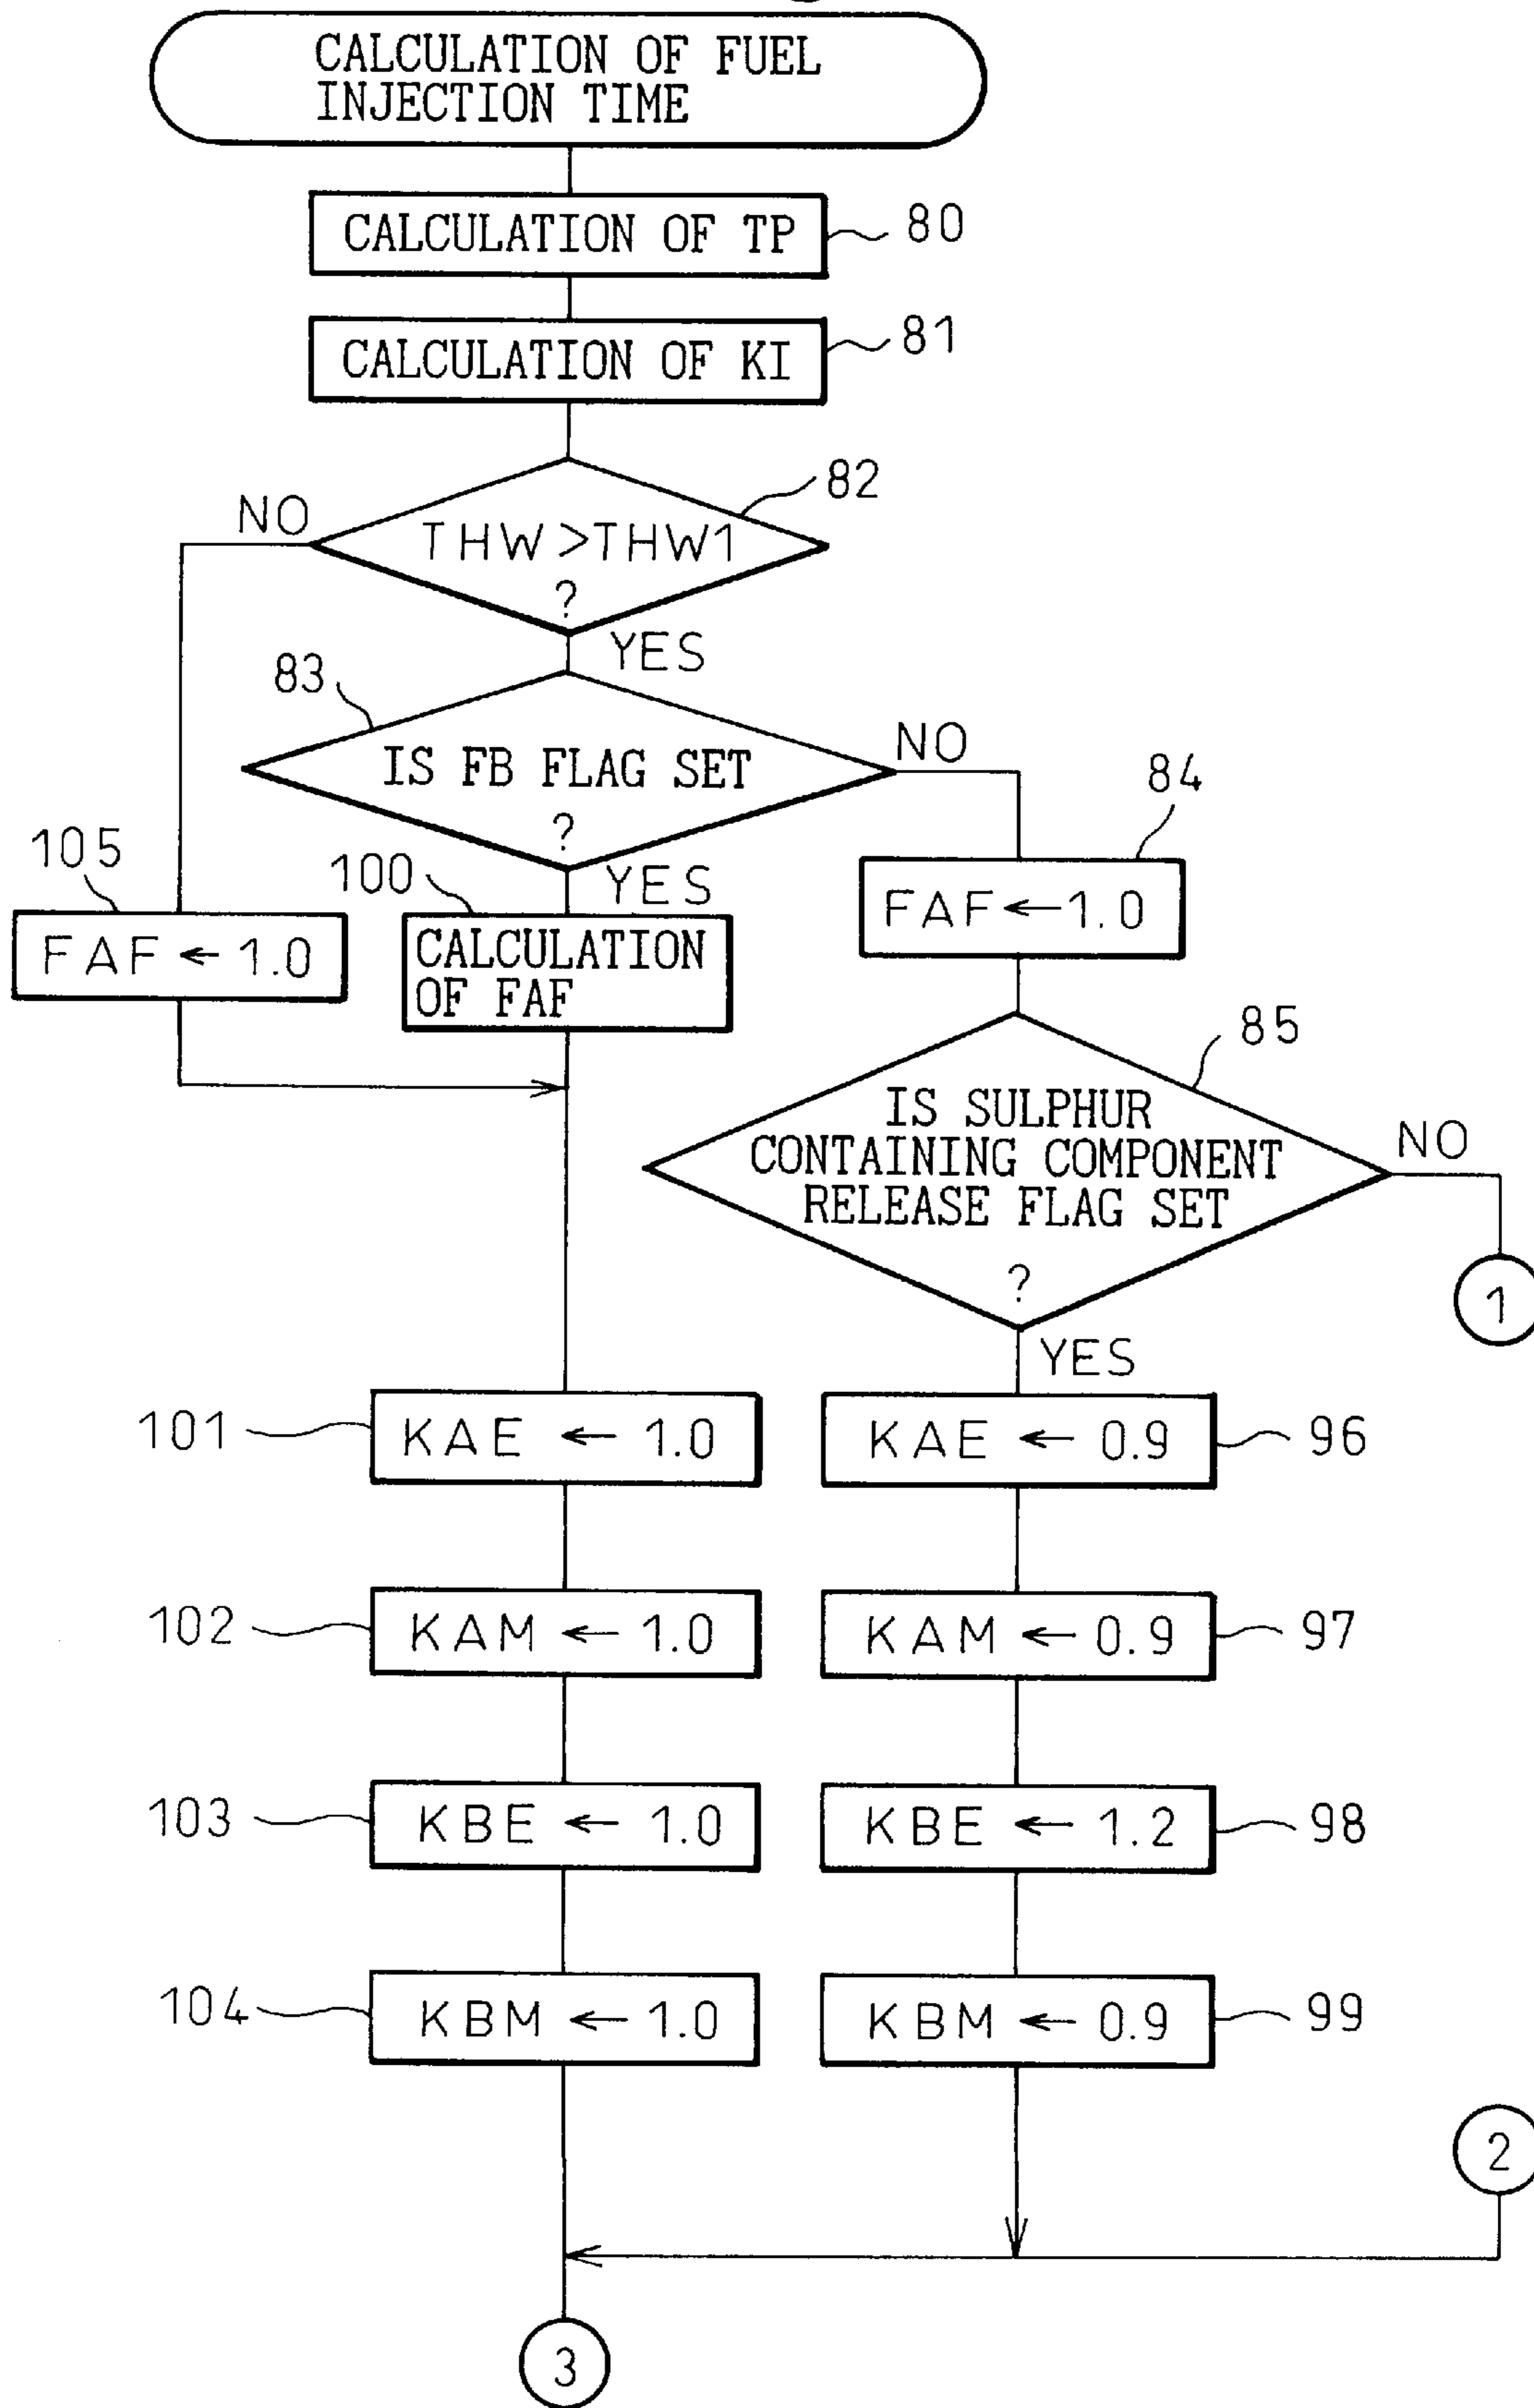 CALCULATION OF FUEL
INJECTION TIME
CALCULATION OF TP
80
CALCULATION OF KI
81
82
NO
THW>THW1
?
YES
83
IS FB FLAG SET
?
NO
YES
84
105
FAF ← 1.0
100
CALCULATION
OF FAF
FAF ← 1.0
85
IS SULPHUR
CONTAINING COMPONENT
RELEASE FLAG SET
?
NO
1
YES
101
KAE ← 1.0
KAE ← 0.9
96
102
KAM ← 1.0
KAM ← 0.9
97
103
KBE ← 1.0
KBE ← 1.2
98
104
KBM ← 1.0
KBM ← 0.9
99
2
3